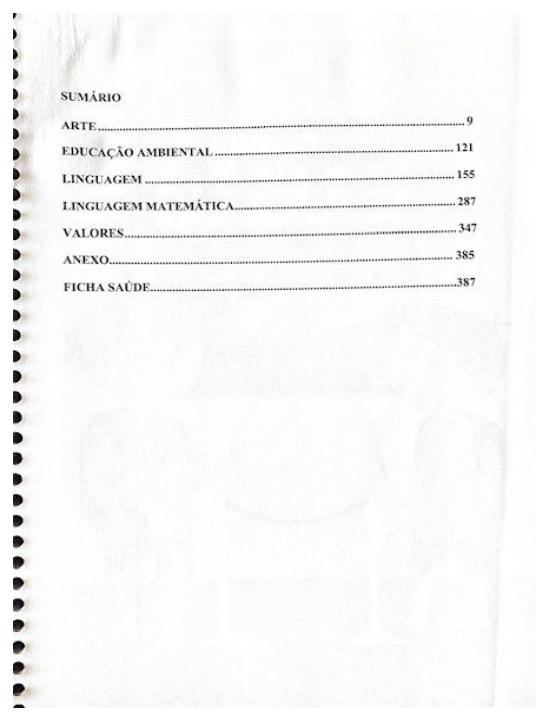 SUMÁRIO
ARTE........................................................................................................ 9
EDUCAÇÃO AMBIENTAL ..................................................................... 121
LINGUAGEM ......................................................................................... 155
LINGUAGEM MATEMÁTICA................................................................ 287
VALORES................................................................................................ 347
ANEXO.................................................................................................... 385
FICHA SAÚDE.........................................................................................387